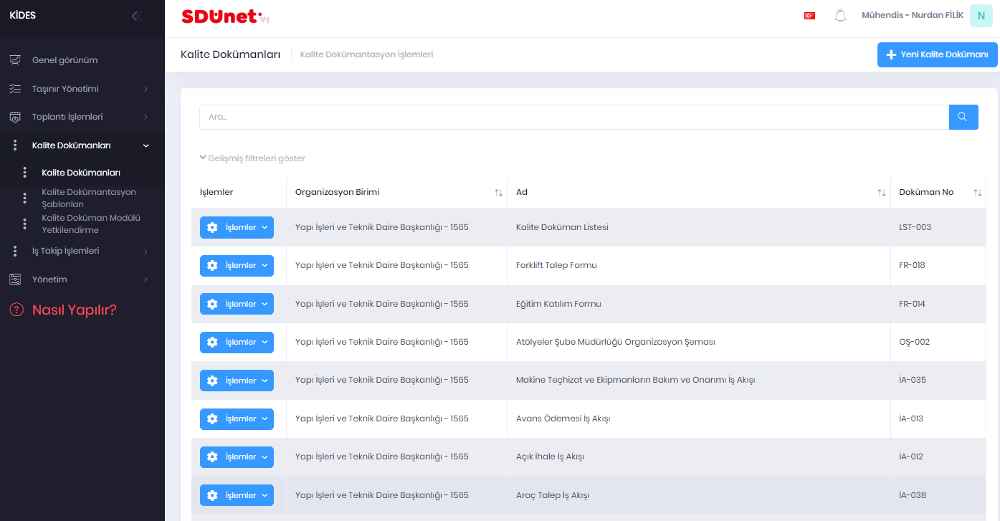 KİDES
SDÜnet v1
Mühendis - Nurdan FİLİK
N
Kalite Dokümanları
Kalite Dokümantasyon İşlemleri
Yeni Kalite Dokümanı
Genel görünüm
Taşınır Yönetimi
Toplantı İşlemleri
Kalite Dokümanları
Kalite Dokümanları
Kalite Dokümantasyon
Şablonları
Kalite Doküman Modülü
Yetkilendirme
İş Takip İşlemleri
Yönetim
? Nasıl Yapılır?
Ara...
Gelişmiş filtreleri göster
İşlemler Organizasyon Birimi Ad Doküman No
İşlemler Yapı İşleri ve Teknik Daire Başkanlığı - 1565 Kalite Doküman Listesi LST-003
İşlemler Yapı İşleri ve Teknik Daire Başkanlığı - 1565 Forklift Talep Formu FR-018
İşlemler Yapı İşleri ve Teknik Daire Başkanlığı - 1565 Eğitim Katılım Formu FR-014
İşlemler Yapı İşleri ve Teknik Daire Başkanlığı - 1565 Atölyeler Şube Müdürlüğü Organizasyon Şeması OŞ-002
İşlemler Yapı İşleri ve Teknik Daire Başkanlığı - 1565 Makine Teçhizat ve Ekipmanların Bakım ve Onarımı İş Akışı İA-035
İşlemler Yapı İşleri ve Teknik Daire Başkanlığı - 1565 Avans Ödemesi İş Akışı İA-013
İşlemler Yapı İşleri ve Teknik Daire Başkanlığı - 1565 Açık İhale İş Akışı İA-012
İşlemler Yapı İşleri ve Teknik Daire Başkanlığı - 1565 Araç Talep İş Akışı İA-038